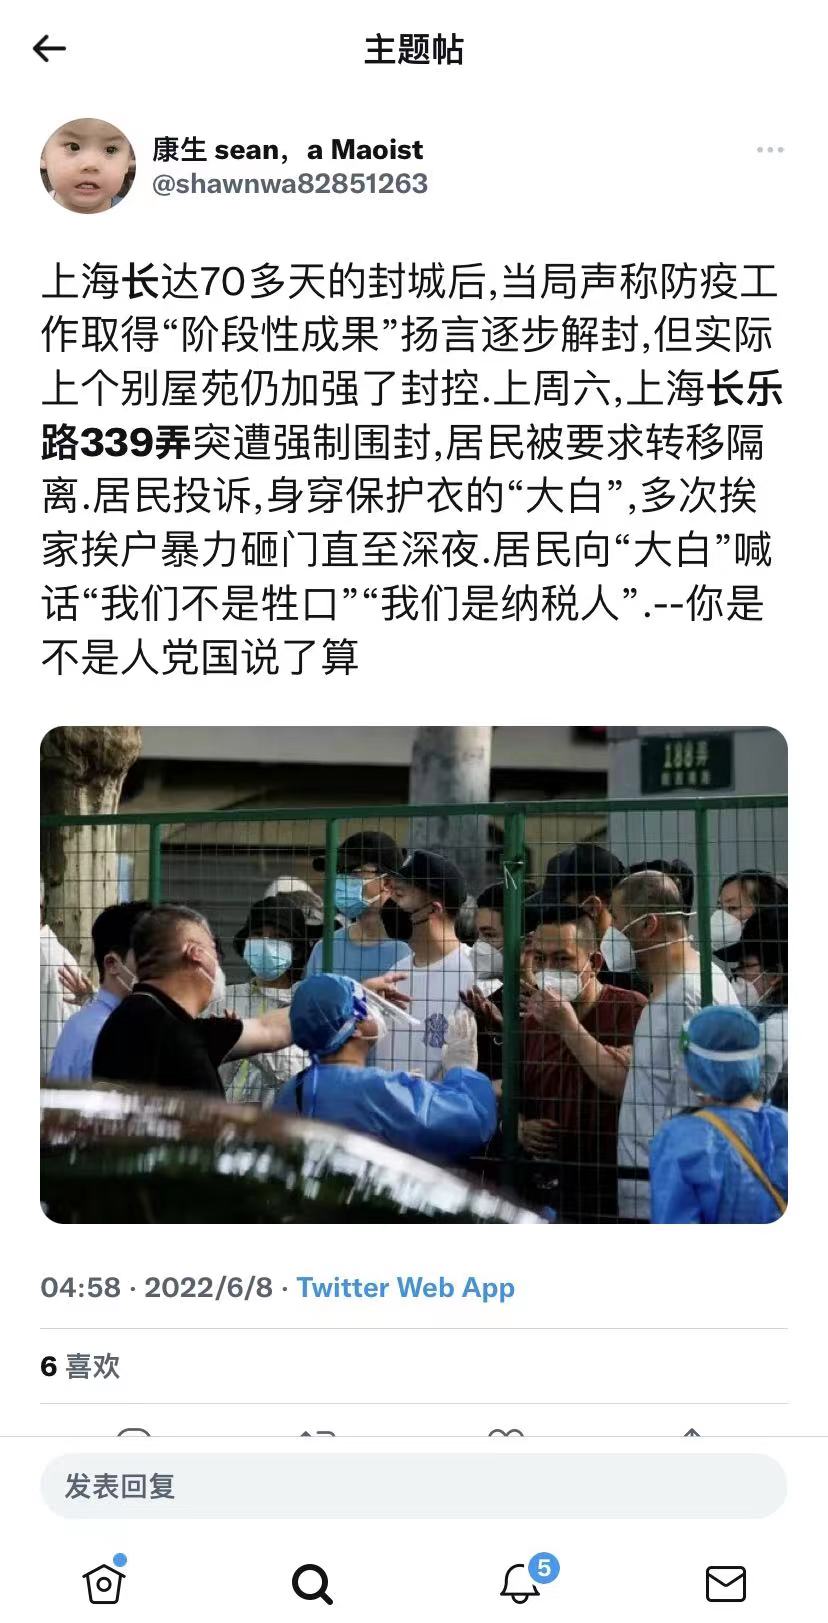 主题帖
康生 sean，a Maoist
@shawnwa82851263
上海长达70多天的封城后,当局声称防疫工
作取得“阶段性成果”扬言逐步解封,但实际
上个别屋苑仍加强了封控.上周六,上海长乐
路339弄突遭强制围封,居民被要求转移隔
离.居民投诉,身穿保护衣的“大白”,多次挨
家挨户暴力砸门直至深夜.居民向“大白”喊
话“我们不是牲口”“我们是纳税人”.--你是
不是人党国说了算
188弄
04:58 · 2022/6/8 · Twitter Web App
6 喜欢
发表回复
5